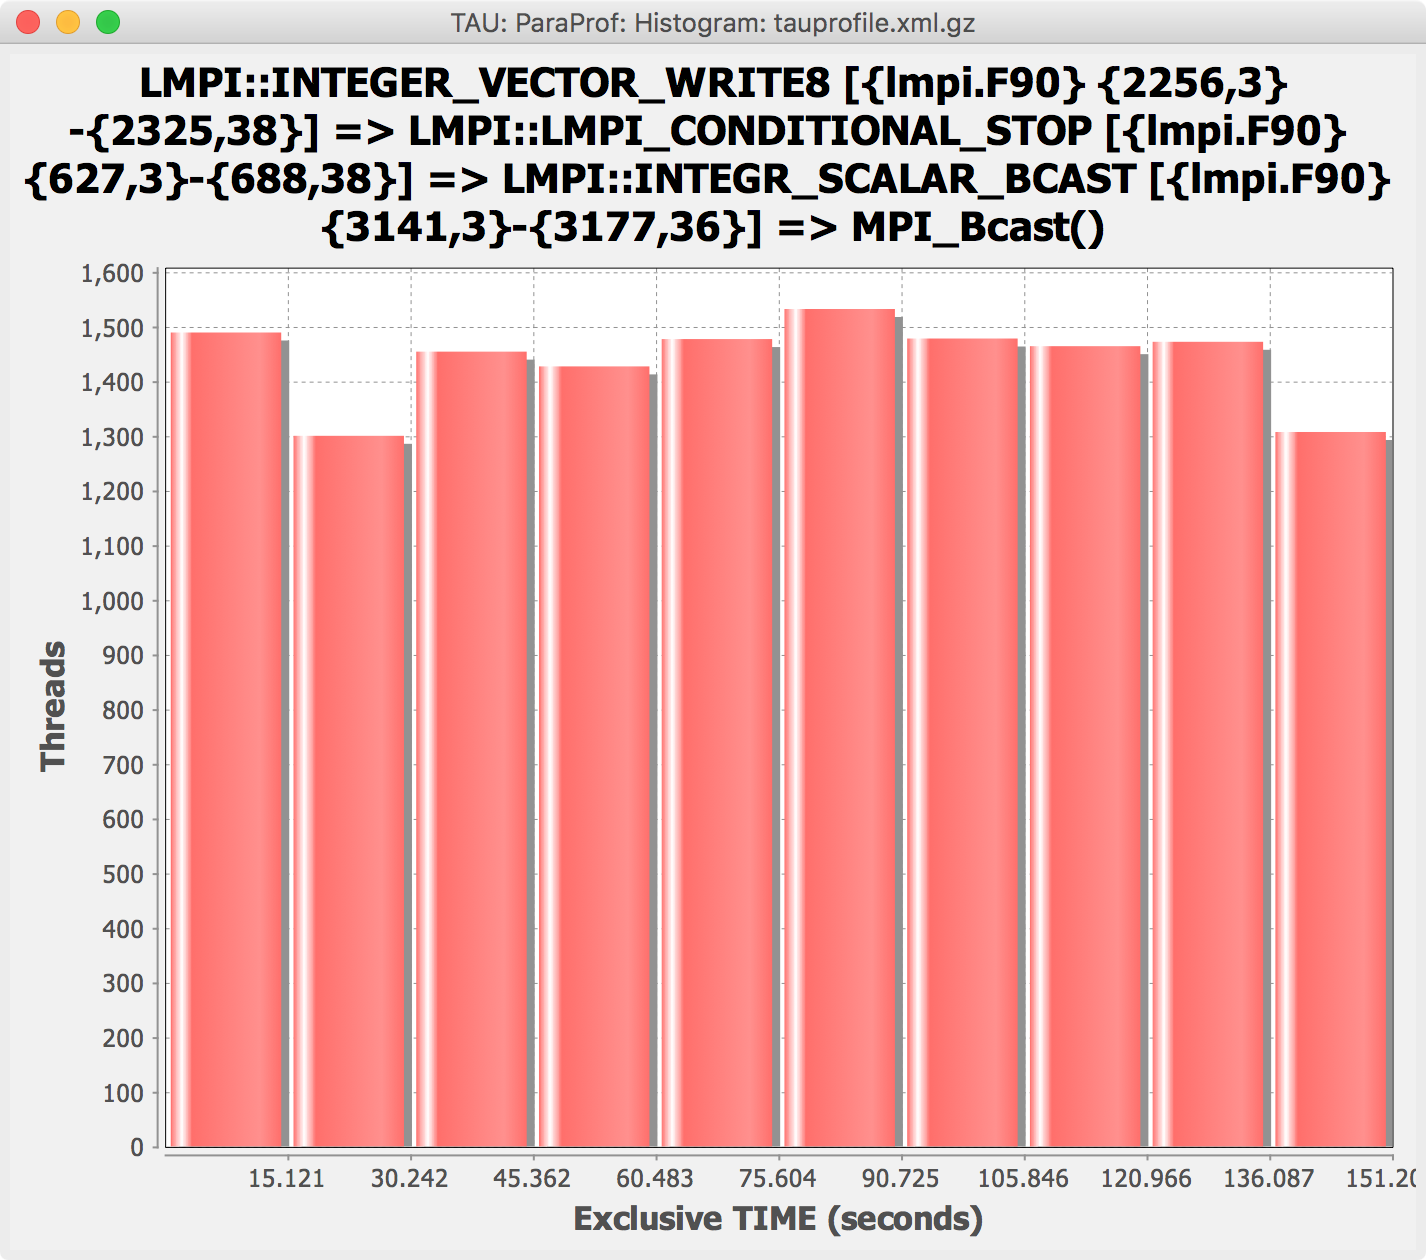 TAU: ParaProf: Histogram: tauprofile.xml.gz
LMPI::INTEGER_VECTOR_WRITE8 [{lmpi.F90} {2256,3}
-{2325,38}] => LMPI::LMPI_CONDITIONAL_STOP [{lmpi.F90}
{627,3}-{688,38}] => LMPI::INTEGR_SCALAR_BCAST [{lmpi.F90}
{3141,3}-{3177,36}] => MPI_Bcast()
1,600
1,500
1,400
1,300
1,200
1,100
1,000
900
800
700
600
500
400
300
200
100
0
Threads
15.121 30.242 45.362 60.483 75.604 90.725 105.846 120.966 136.087 151.20
Exclusive TIME (seconds)